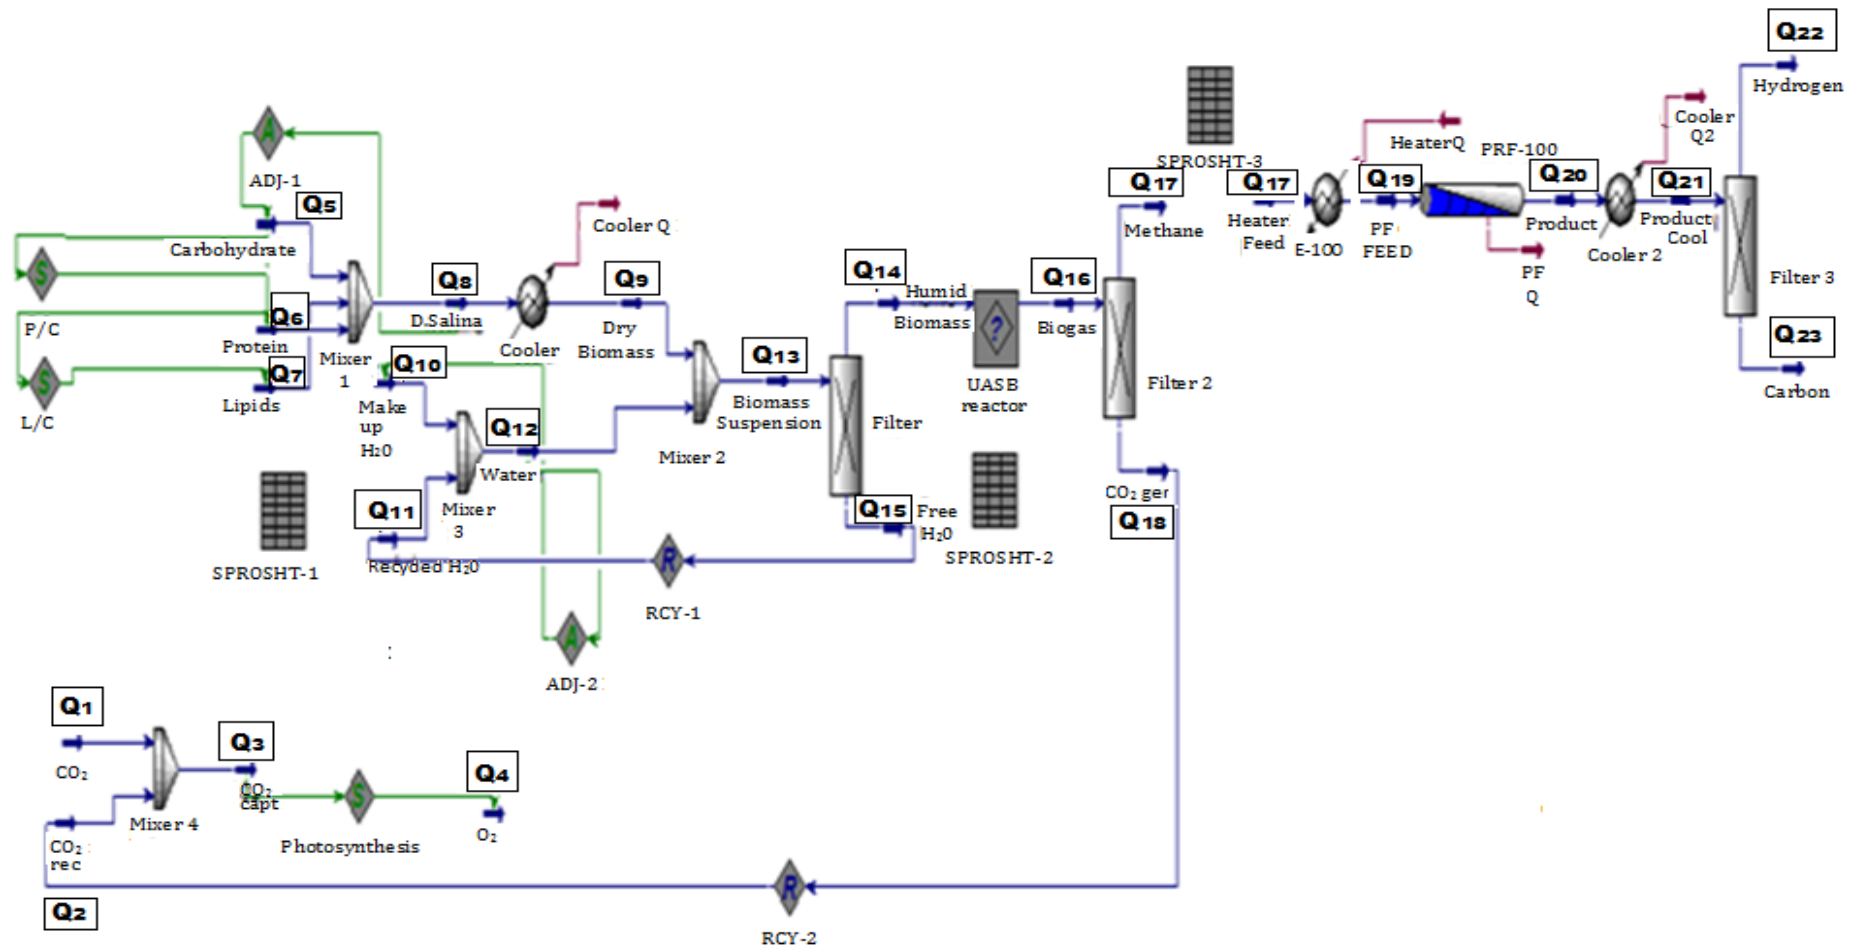 Q22
Hydrogen
Cooler
Q2
HeaterQ
PRF-100
SPROSHT-3
Q17
Q17
Q19
Q20
Q21
Methane
Heater
Feed
E-100
PF
FEED
Product
Cooler 2
Product
Cool
PF
Q
Filter 3
Q23
Carbon
A
ADJ-1
Q5
Carbohydrate
Cooler Q
S
P/C
Q6
Protein
Q8
D.Salina
Q9
Dry
Biomass
Cooler
Mixer
1
Q7
Lipids
S
L/C
Q10
Make
up
H20
Q12
Water
Q11
Mixer
3
Recycled H20
SPROSHT-1
Q13
Biomass
Suspension
Mixer 2
Q14
Humid
Biomass
Filter
Q15
Free
H20
?
UASB
reactor
Q16
Biogas
Filter 2
SPROSHT-2
CO2 ger
Q18
R
RCY-1
A
ADJ-2
:
Q1
CO2
Q3
CO2
capt
Mixer 4
S
Photosynthesis
Q4
O2
CO2
rec
Q2
R
RCY-2